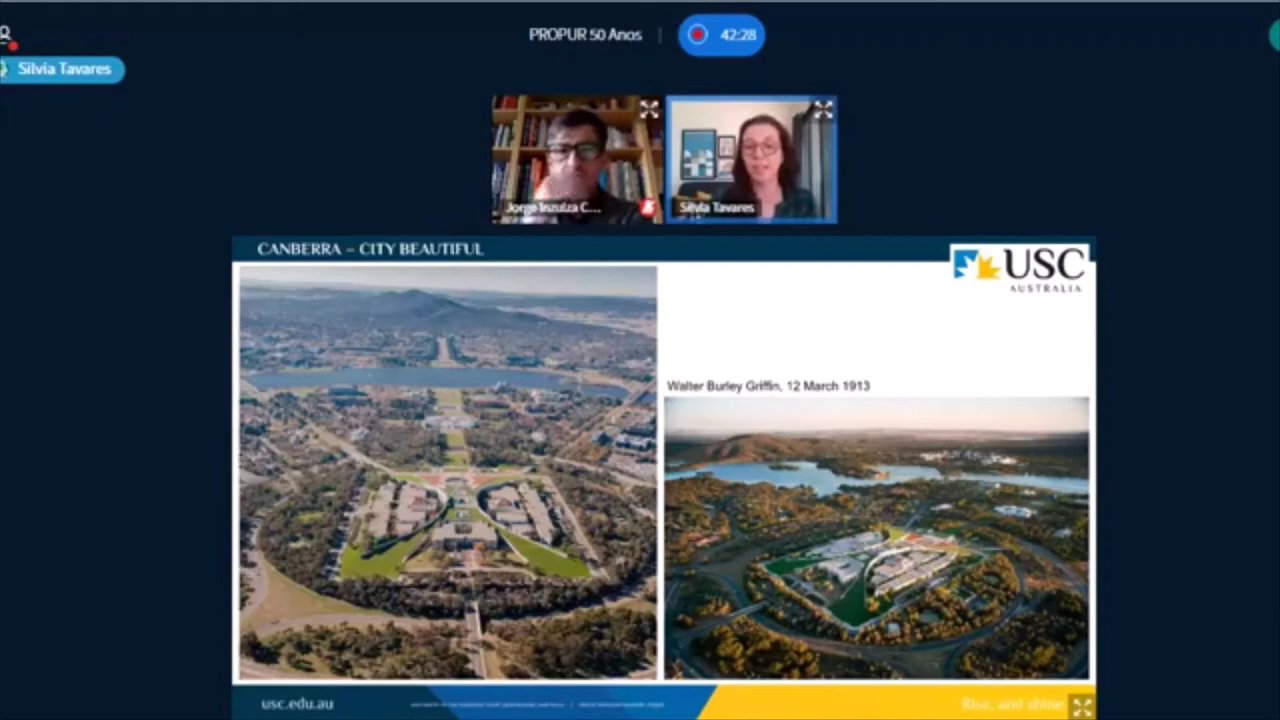 PROPUR 50 Anos
42:28
Silvia Tavares
Jorge Inzulza C...
Silvia Tavares
CANBERRA – CITY BEAUTIFUL
USC
AUSTRALIA
Walter Burley Griffin, 12 March 1913
usc.edu.au
Rise, and shine